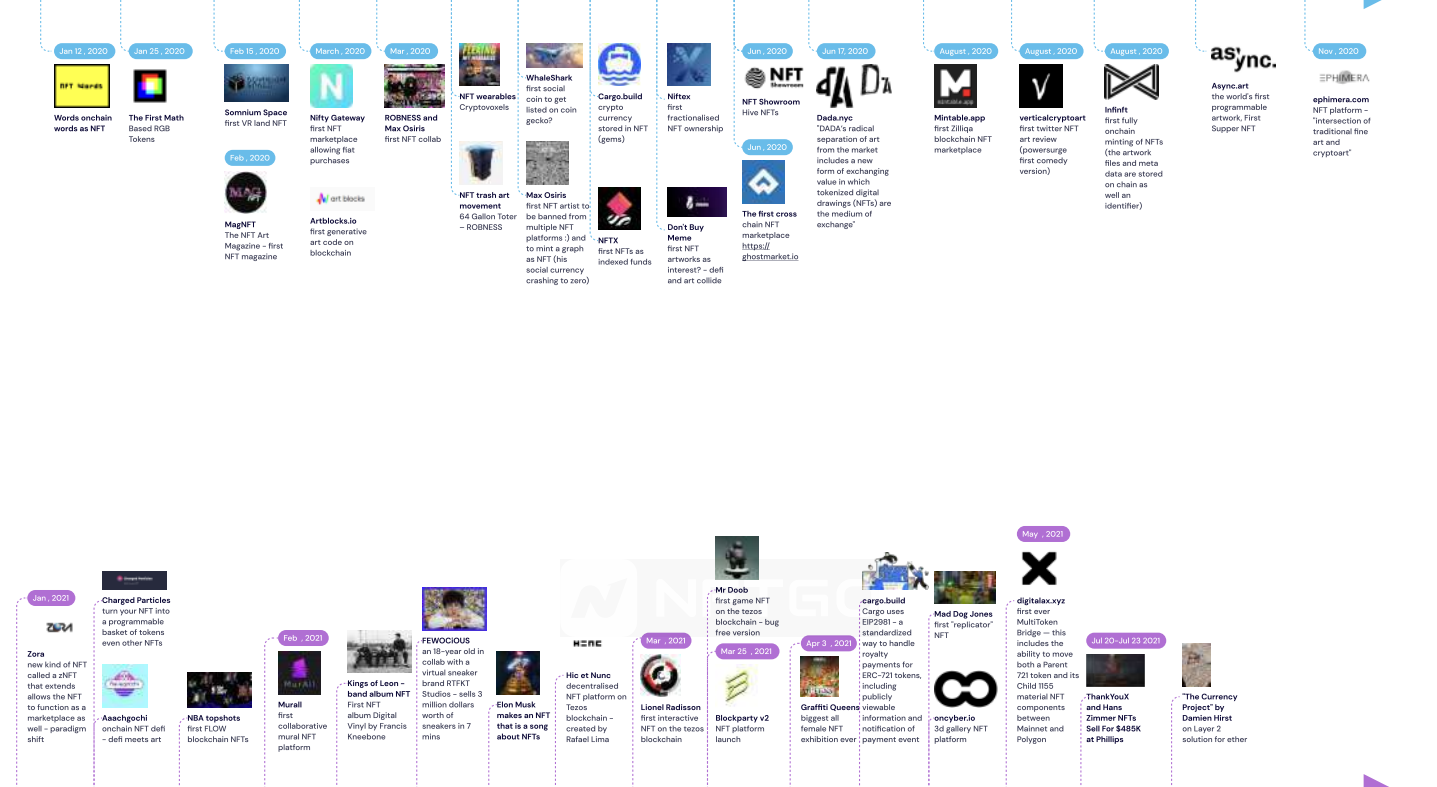 Jan 12 , 2020
NFT Words
Words onchain
words as NFT
Jan 25 , 2020
The First Math
Based RGB
Tokens
Feb 15 , 2020
SOMNIUM SPACE
Somnium Space
first VR land NFT
Feb , 2020
MAG
NFT
MagNFT
The NFT Art
Magazine - first
NFT magazine
March , 2020
N
Nifty Gateway
first NFT
marketplace
allowing fiat
purchases
art blocks
Artblocks.io
first generative
art code on
blockchain
Mar , 2020
ROBNESS and
Max Osiris
first NFT collab
FLEXING
NFT WEARABLES
NFT wearables
Cryptovoxels
NFT trash art
movement
64 Gallon Toter
– ROBNESS
WhaleShark
first social
coin to get
listed on coin
gecko?
Max Osiris
first NFT artist to
be banned from
multiple NFT
platforms :) and
to mint a graph
as NFT (his
social currency
crashing to zero)
Cargo.build
crypto
currency
stored in NFT
(gems)
NFTX
first NFTs as
indexed funds
Niftex
first
fractionalised
NFT ownership
Don't Buy
Meme
first NFT
artworks as
interest? - defi
and art collide
Jun , 2020
NFT
Showroom
NFT Showroom
Hive NFTs
Jun , 2020
The first cross
chain NFT
marketplace
https://
ghostmarket.io
Jun 17, 2020
Dada.nyc
"DADA's radical
separation of art
from the market
includes a new
form of exchanging
value in which
tokenized digital
drawings (NFTs) are
the medium of
exchange"
August , 2020
M
mintable.app
Mintable.app
first Zilliqa
blockchain NFT
marketplace
August , 2020
verticalcryptoart
first twitter NFT
art review
(powersurge
first comedy
version)
August , 2020
Infinft
first fully
onchain
minting of NFTs
(the artwork
files and meta
data are stored
on chain as
well an
identifier)
async.
Async.art
the world's first
programmable
artwork, First
Supper NFT
Nov , 2020
EPHIMERA
ephimera.com
NFT platform -
"intersection of
traditional fine
art and
cryptoart"
Jan , 2021
ZORA
Zora
new kind of NFT
called a zNFT
that extends
allows the NFT
to function as a
marketplace as
well - paradigm
shift
Charged Particles
Charged Particles
turn your NFT into
a programmable
basket of tokens
even other NFTs
Aaachgochi
onchain NFT defi
- defi meets art
NBA topshots
first FLOW
blockchain NFTs
Feb , 2021
MurAll
Murall
first
collaborative
mural NFT
platform
Kings of Leon -
band album NFT
First NFT
album Digital
Vinyl by Francis
Kneebone
FEWOCiOUS
an 18-year old in
collab with a
virtual sneaker
brand RTFKT
Studios - sells 3
million dollars
worth of
sneakers in 7
mins
Elon Musk
makes an NFT
that is a song
about NFTs
NFTGO
H=NC
Hic et Nunc
decentralised
NFT platform on
Tezos
blockchain -
created by
Rafael Lima
Mar , 2021
Lionel Radisson
first interactive
NFT on the tezos
blockchain
Mr Doob
first game NFT
on the tezos
blockchain - bug
free version
Mar 25 , 2021
Blockparty v2
NFT platform
launch
Apr 3 , 2021
Graffiti Queens
biggest all
female NFT
exhibition ever
cargo.build
Cargo uses
EIP2981 - a
standardized
way to handle
royalty
payments for
ERC-721 tokens,
including
publicly
viewable
information and
notification of
payment event
Mad Dog Jones
first "replicator"
NFT
oncyber.io
3d gallery NFT
platform
May , 2021
digitalax.xyz
first ever
MultiToken
Bridge — this
includes the
ability to move
both a Parent
721 token and its
Child 1155
material NFT
components
between
Mainnet and
Polygon
Jul 20-Jul 23 2021
ThankYouX
and Hans
Zimmer NFTs
Sell For $485K
at Phillips
"The Currency
Project" by
Damien Hirst
on Layer 2
solution for ether